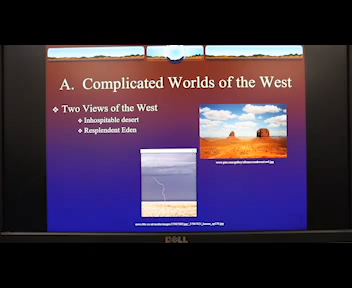 A. Complicated Worlds of the West
❖ Two Views of the West
❖ Inhospitable desert
❖ Resplendent Eden
DELL